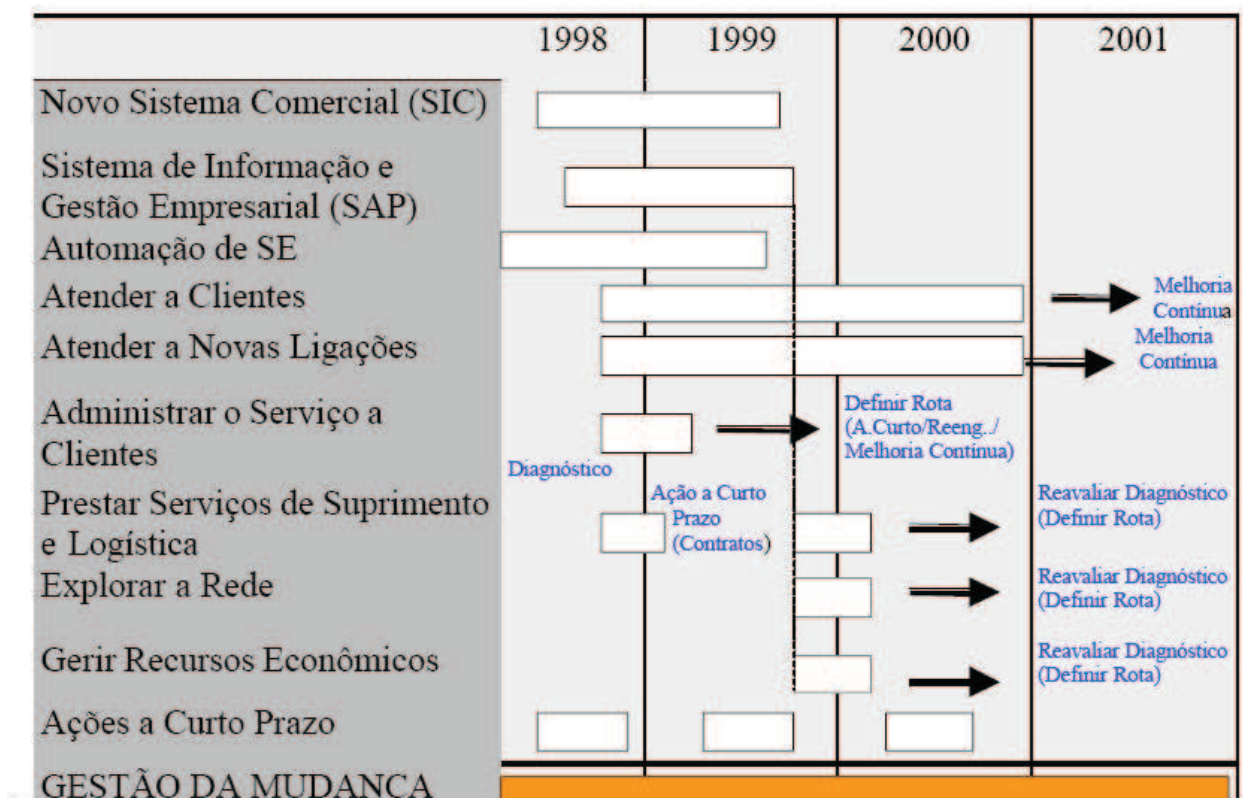 1998 1999 2000 2001
Novo Sistema Comercial (SIC)
Sistema de Informação e
Gestão Empresarial (SAP)
Automação de SE
Atender a Clientes
Melhoria
Contínua
Atender a Novas Ligações
Melhoria
Contínua
Administrar o Serviço a
Clientes
Definir Rota
(A.Curto/Reeng../
Melhoria Contínua)
Diagnóstico
Prestar Serviços de Suprimento
e Logística
Ação a Curto
Prazo
(Contratos)
Reavaliar Diagnóstico
(Definir Rota)
Explorar a Rede
Reavaliar Diagnóstico
(Definir Rota)
Gerir Recursos Econômicos
Reavaliar Diagnóstico
(Definir Rota)
Ações a Curto Prazo
GESTÃO DA MUDANÇA